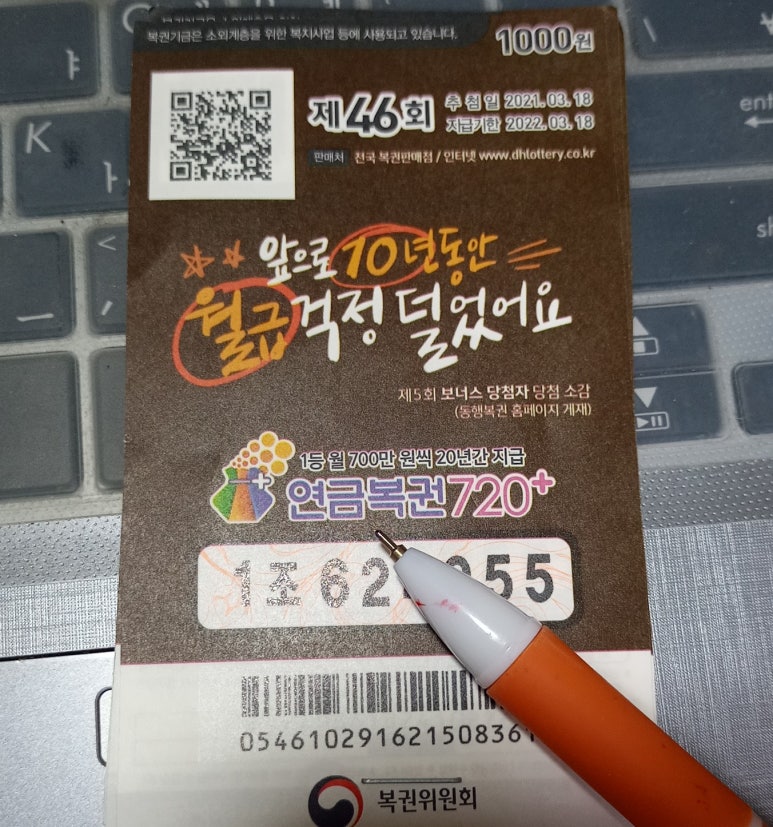 복권기금은 소외계층을 위한 복지사업 등에 사용되고 있습니다.
1000원
제46회
추첨일 2021.03.18
지급기한 2022.03.18
판매처 전국 복권판매점 / 인터넷 www.dhlottery.co.kr
앞으로 10년동안
월급걱정 덜었어요
제5회 보너스 당첨자 당첨 소감
(동행복권 홈페이지 게재)
1등 월 700만 원씩 20년간 지급
연금복권720+
1조 62 055
054610291621508361
복권위원회
K
ㅑ
ㅏ
ㅡ
ent
sh